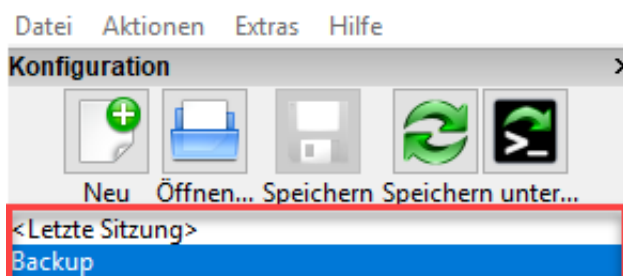 Datei Aktionen Extras Hilfe
Konfiguration
Neu Öffnen... Speichern Speichern unter...
<Letzte Sitzung>
Backup